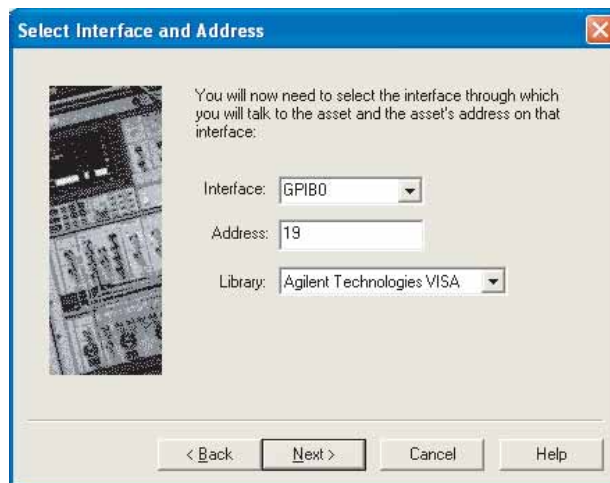 Select Interface and Address
You will now need to select the interface through which
you will talk to the asset and the asset's address on that
interface:
Interface: GPIB0
Address: 19
Library: Agilent Technologies VISA
< Back Next > Cancel Help